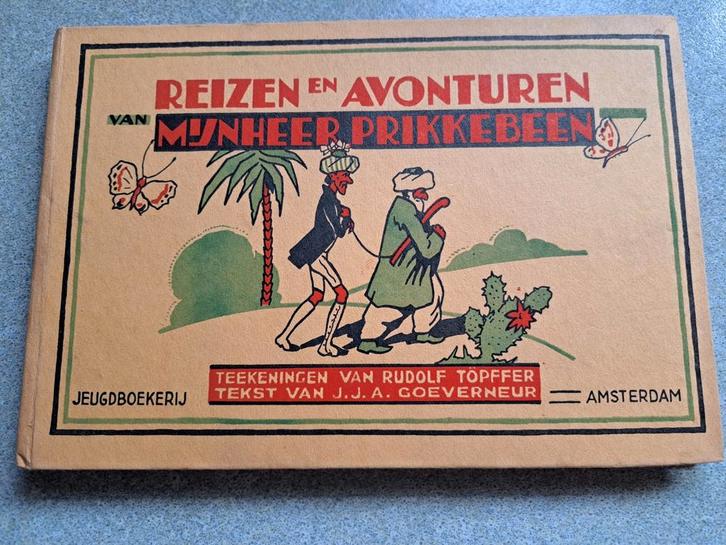 REIZEN EN AVONTUREN
VAN MIJNHEER PRIKKEBEEN
TEEKENINGEN VAN RUDOLF TÖPFFER
TEKST VAN J.J.A. GOEVERNEUR
JEUGDBOEKERIJ AMSTERDAM